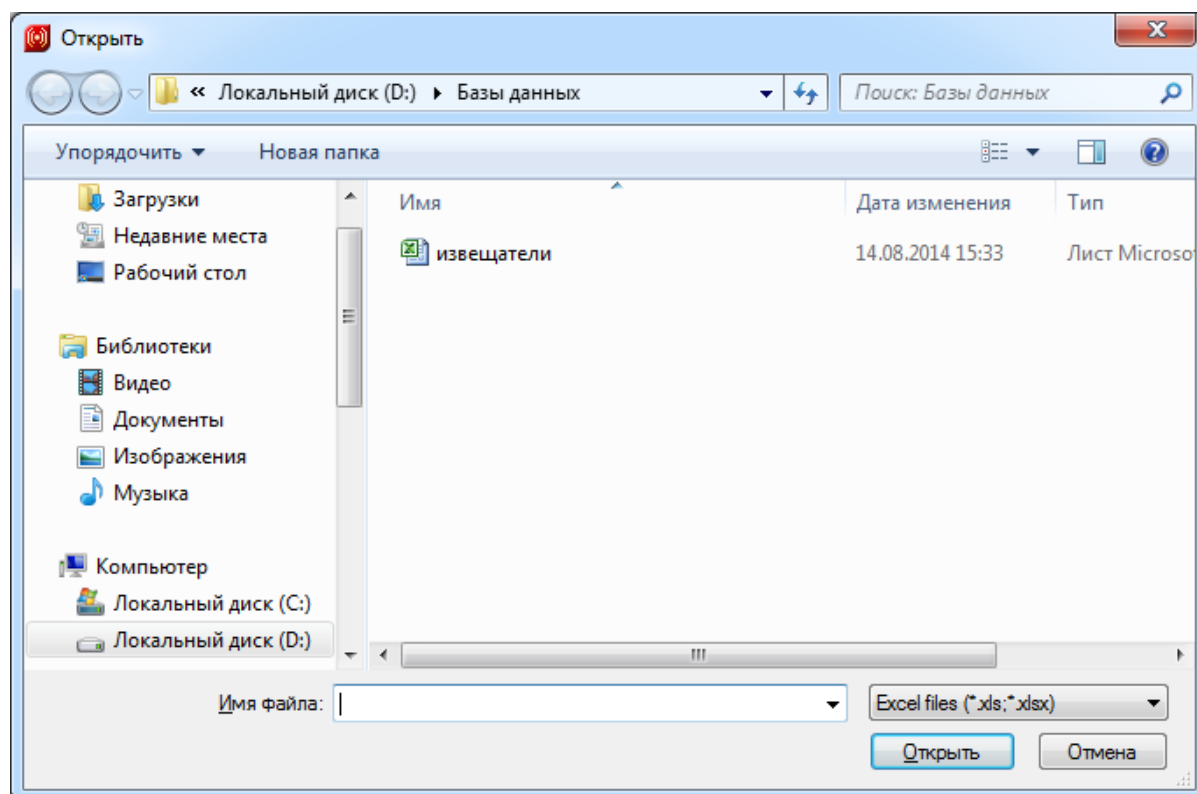 Открыть
« Локальный диск (D:) ▸ Базы данных
Поиск: Базы данных
Упорядочить ▼ Новая папка
Загрузки
Недавние места
Рабочий стол
Библиотеки
Видео
Документы
Изображения
Музыка
Компьютер
Локальный диск (C:)
Локальный диск (D:)
Имя Дата изменения Тип
извещатели 14.08.2014 15:33 Лист Microso
Имя файла:
Excel files (*.xls;*.xlsx)
Открыть Отмена